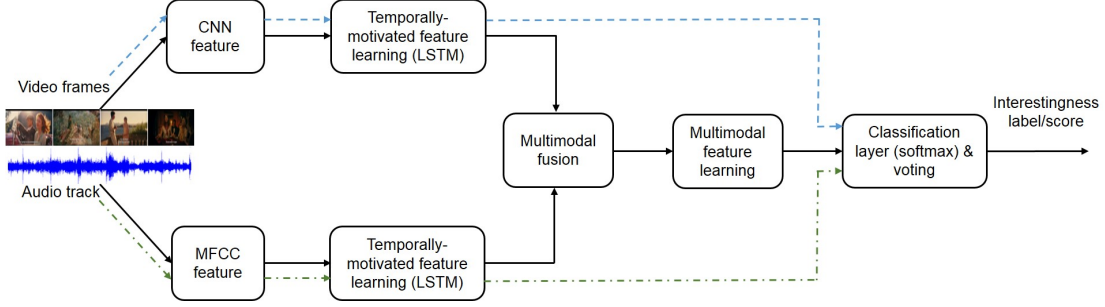 CNN
feature
Temporally-
motivated feature
learning (LSTM)
Video frames
Audio track
Multimodal
fusion
Multimodal
feature
learning
Classification
layer (softmax) &
voting
Interestingness
label/score
MFCC
feature
Temporally-
motivated feature
learning (LSTM)